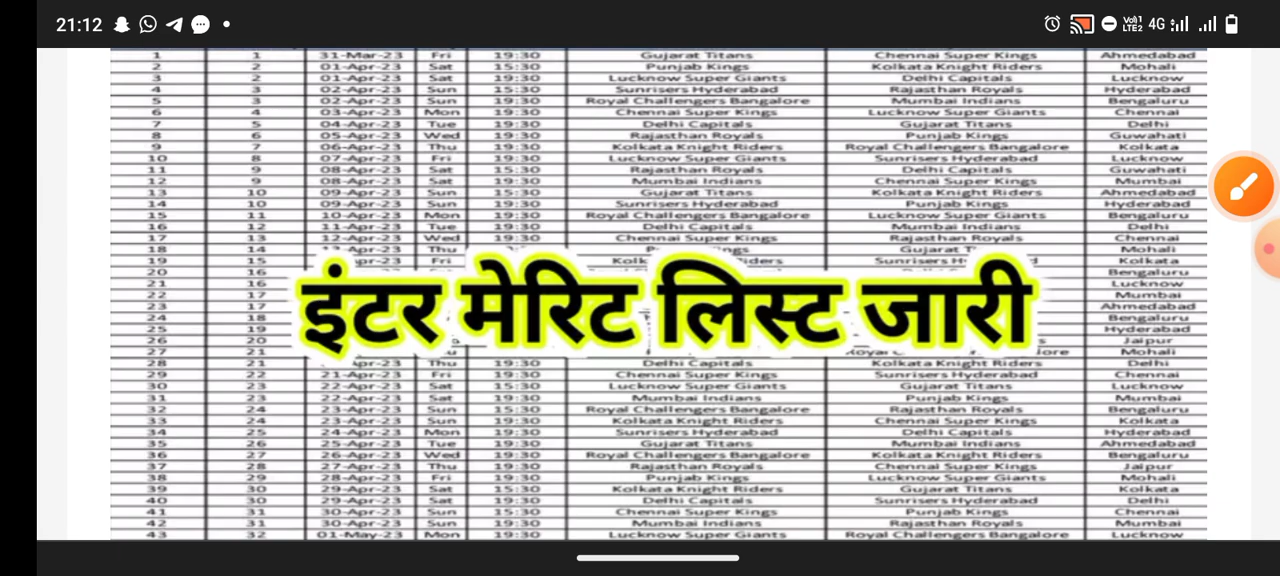 21:12 VoLTE1 LTE2 4G
1 1 31-Mar-23 Fri 19:30 Gujarat Titans Chennai Super Kings Ahmedabad
2 2 01-Apr-23 Sat 15:30 Punjab Kings Kolkata Knight Riders Mohali
3 2 01-Apr-23 Sat 19:30 Lucknow Super Giants Delhi Capitals Lucknow
4 3 02-Apr-23 Sun 15:30 Sunrisers Hyderabad Rajasthan Royals Hyderabad
5 3 02-Apr-23 Sun 19:30 Royal Challengers Bangalore Mumbai Indians Bengaluru
6 4 03-Apr-23 Mon 19:30 Chennai Super Kings Lucknow Super Giants Chennai
7 5 04-Apr-23 Tue 19:30 Delhi Capitals Gujarat Titans Delhi
8 6 05-Apr-23 Wed 19:30 Rajasthan Royals Punjab Kings Guwahati
9 7 06-Apr-23 Thu 19:30 Kolkata Knight Riders Royal Challengers Bangalore Kolkata
10 8 07-Apr-23 Fri 19:30 Lucknow Super Giants Sunrisers Hyderabad Lucknow
11 9 08-Apr-23 Sat 15:30 Rajasthan Royals Delhi Capitals Guwahati
12 9 08-Apr-23 Sat 19:30 Mumbai Indians Chennai Super Kings Mumbai
13 10 09-Apr-23 Sun 15:30 Gujarat Titans Kolkata Knight Riders Ahmedabad
14 10 09-Apr-23 Sun 19:30 Sunrisers Hyderabad Punjab Kings Hyderabad
15 11 10-Apr-23 Mon 19:30 Royal Challengers Bangalore Lucknow Super Giants Bengaluru
16 12 11-Apr-23 Tue 19:30 Delhi Capitals Mumbai Indians Delhi
17 13 12-Apr-23 Wed 19:30 Chennai Super Kings Rajasthan Royals Chennai
18 14 Thu Gujarat Mohali
19 15 Fri Kolkata
20 16 Bengaluru
21 16 Lucknow
22 17 Mumbai
23 17 Ahmedabad
24 18 Bengaluru
25 19 Hyderabad
26 20 Jaipur
27 21 Mohali
इंटर मेरिट लिस्ट जारी
28 21 Apr-23 Thu 19:30 Delhi Capitals Kolkata Knight Riders Delhi
29 22 21-Apr-23 Fri 19:30 Chennai Super Kings Sunrisers Hyderabad Chennai
30 23 22-Apr-23 Sat 15:30 Lucknow Super Giants Gujarat Titans Lucknow
31 23 22-Apr-23 Sat 19:30 Mumbai Indians Punjab Kings Mumbai
32 24 23-Apr-23 Sun 15:30 Royal Challengers Bangalore Rajasthan Royals Bengaluru
33 24 23-Apr-23 Sun 19:30 Kolkata Knight Riders Chennai Super Kings Kolkata
34 25 24-Apr-23 Mon 19:30 Sunrisers Hyderabad Delhi Capitals Hyderabad
35 26 25-Apr-23 Tue 19:30 Gujarat Titans Mumbai Indians Ahmedabad
36 27 26-Apr-23 Wed 19:30 Royal Challengers Bangalore Kolkata Knight Riders Bengaluru
37 28 27-Apr-23 Thu 19:30 Rajasthan Royals Chennai Super Kings Jaipur
38 29 28-Apr-23 Fri 19:30 Punjab Kings Lucknow Super Giants Mohali
39 30 29-Apr-23 Sat 15:30 Kolkata Knight Riders Gujarat Titans Kolkata
40 30 29-Apr-23 Sat 19:30 Delhi Capitals Sunrisers Hyderabad Delhi
41 31 30-Apr-23 Sun 15:30 Chennai Super Kings Punjab Kings Chennai
42 31 30-Apr-23 Sun 19:30 Mumbai Indians Rajasthan Royals Mumbai
43 32 01-May-23 Mon 19:30 Lucknow Super Giants Royal Challengers Bangalore Lucknow